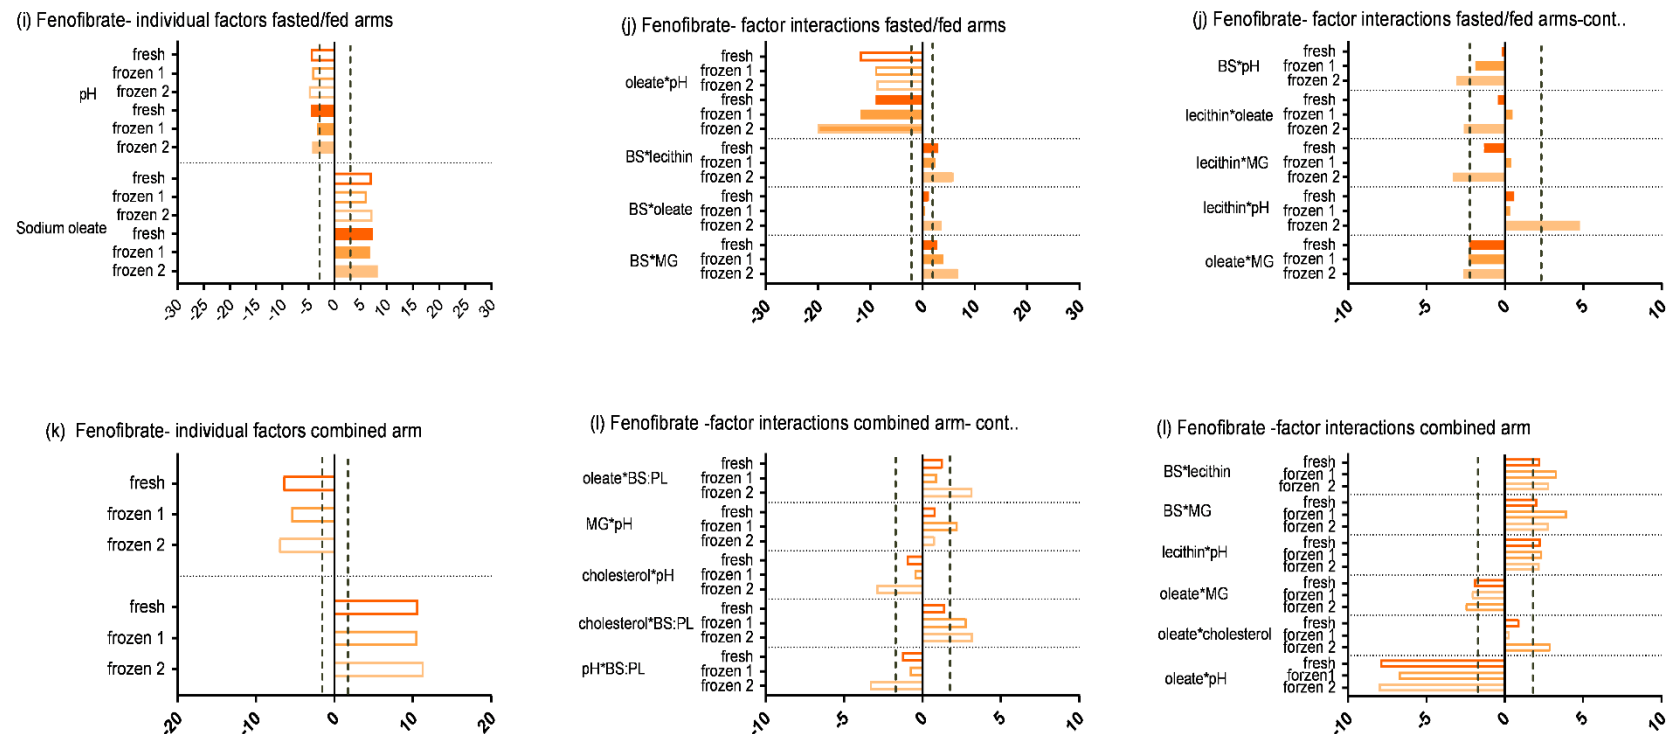 (i) Fenofibrate- individual factors fasted/fed arms
fresh
frozen 1
frozen 2
pH
fresh
frozen 1
frozen 2
fresh
frozen 1
frozen 2
Sodium oleate
fresh
frozen 1
frozen 2
-30 -25 -20 -15 -10 -5 0 5 10 15 20 25 30
(j) Fenofibrate- factor interactions fasted/fed arms
fresh
frozen 1
oleate*pH
frozen 2
fresh
frozen 1
frozen 2
fresh
BS*lecithin
frozen 1
frozen 2
fresh
BS*oleate
frozen 1
frozen 2
fresh
BS*MG
frozen 1
frozen 2
-30 -20 -10 0 10 20 30
(j) Fenofibrate- factor interactions fasted/fed arms-cont..
fresh
BS*pH
frozen 1
frozen 2
fresh
lecithin*oleate
frozen 1
frozen 2
fresh
lecithin*MG
frozen 1
frozen 2
fresh
lecithin*pH
frozen 1
frozen 2
fresh
oleate*MG
frozen 1
frozen 2
-10 -5 0 5 10
(k) Fenofibrate- individual factors combined arm
fresh
frozen 1
frozen 2
fresh
frozen 1
frozen 2
-20 -10 0 10 20
(l) Fenofibrate -factor interactions combined arm- cont..
fresh
oleate*BS:PL
frozen 1
frozen 2
fresh
MG*pH
frozen 1
frozen 2
fresh
cholesterol*pH
frozen 1
frozen 2
fresh
cholesterol*BS:PL
frozen 1
frozen 2
fresh
pH*BS:PL
frozen 1
frozen 2
-10 -5 0 5 10
(l) Fenofibrate -factor interactions combined arm
fresh
BS*lecithin
forzen 1
forzen 2
fresh
BS*MG
forzen 1
forzen 2
fresh
lecithin*pH
forzen 1
forzen 2
fresh
oleate*MG
forzen 1
forzen 2
fresh
oleate*cholesterol
forzen 1
forzen 2
fresh
oleate*pH
forzen1
forzen 2
-10 -5 0 5 10